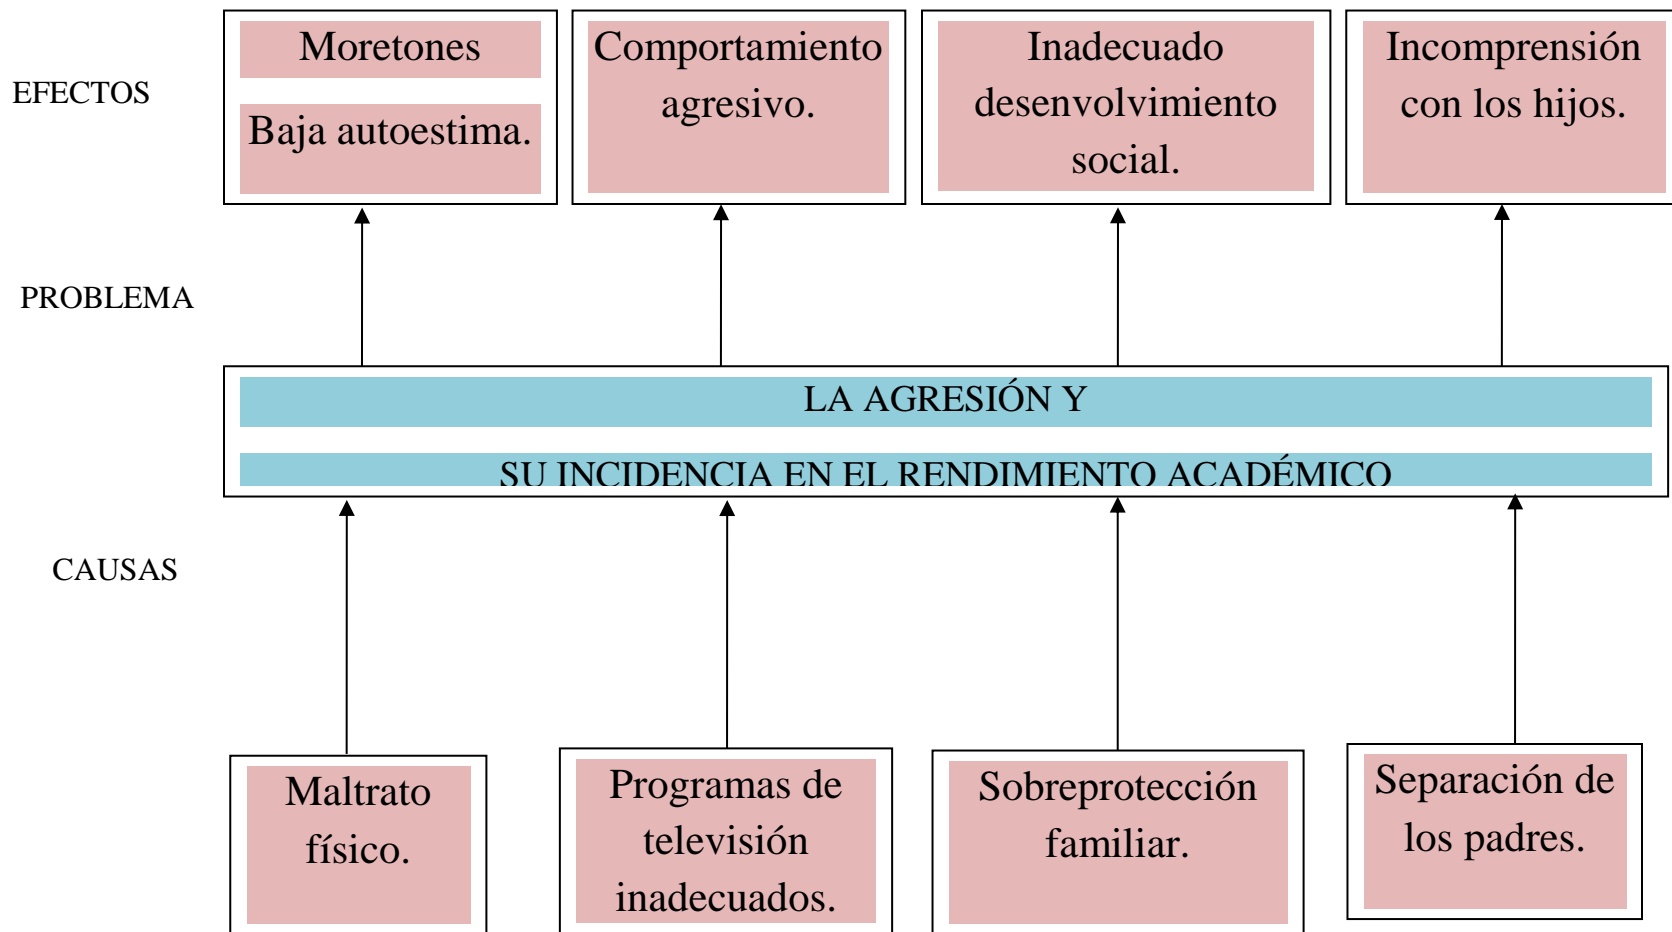 EFECTOS
Moretones
Baja autoestima.
Comportamiento
agresivo.
Inadecuado
desenvolvimiento
social.
Incomprensión
con los hijos.
PROBLEMA
LA AGRESIÓN Y
SU INCIDENCIA EN EL RENDIMIENTO ACADÉMICO
CAUSAS
Maltrato
físico.
Programas de
televisión
inadecuados.
Sobreprotección
familiar.
Separación de
los padres.